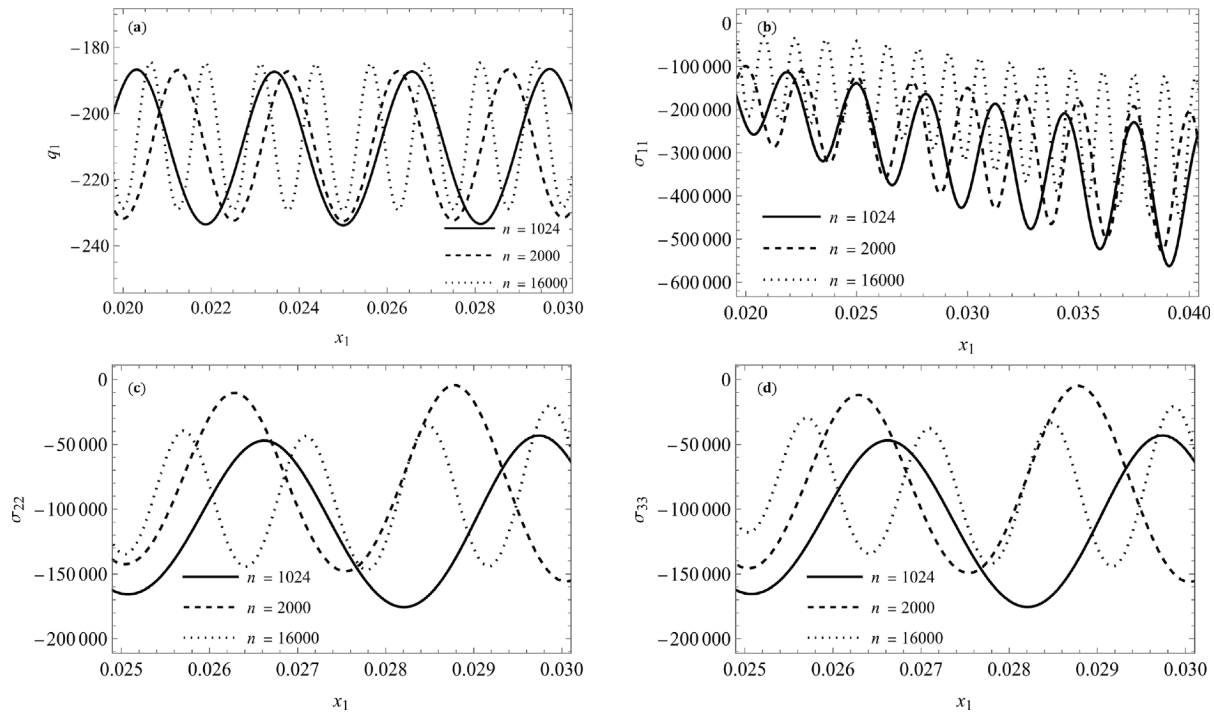 (a)
−180
−200
−220
−240
q1
n = 1024
n = 2000
n = 16000
0.020 0.022 0.024 0.026 0.028 0.030
x1
(b)
0
−100 000
−200 000
−300 000
−400 000
−500 000
−600 000
σ11
n = 1024
n = 2000
n = 16000
0.020 0.025 0.030 0.035 0.040
x1
(c)
0
−50 000
−100 000
−150 000
−200 000
σ22
n = 1024
n = 2000
n = 16000
0.025 0.026 0.027 0.028 0.029 0.030
x1
(d)
0
−50 000
−100 000
−150 000
−200 000
σ33
n = 1024
n = 2000
n = 16000
0.025 0.026 0.027 0.028 0.029 0.030
x1